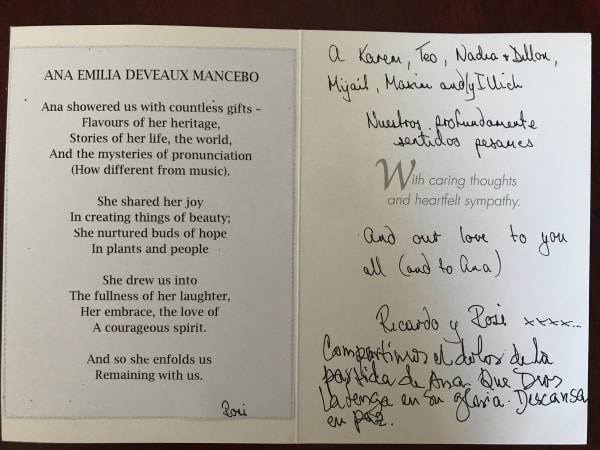 ANA EMILIA DEVEAUX MANCEBO
Ana showered us with countless gifts –
Flavours of her heritage,
Stories of her life, the world,
And the mysteries of pronunciation
(How different from music).
She shared her joy
In creating things of beauty;
She nurtured buds of hope
In plants and people
She drew us into
The fullness of her laughter,
Her embrace, the love of
A courageous spirit.
And so she enfolds us
Remaining with us.
Rosi
A Karem, Teo, Nadia + Dillon,
Mijail, Maxim and/y Illich
Nuestros profundamente
sentidos pesames
With caring thoughts
and heartfelt sympathy.
And our love to you
all (and to Ana)
Ricardo y Rosi xxxx...
Compartimos el dolor de la
partida de Ana. Que Dios
la tenga en su gloria. Descansa
en paz.